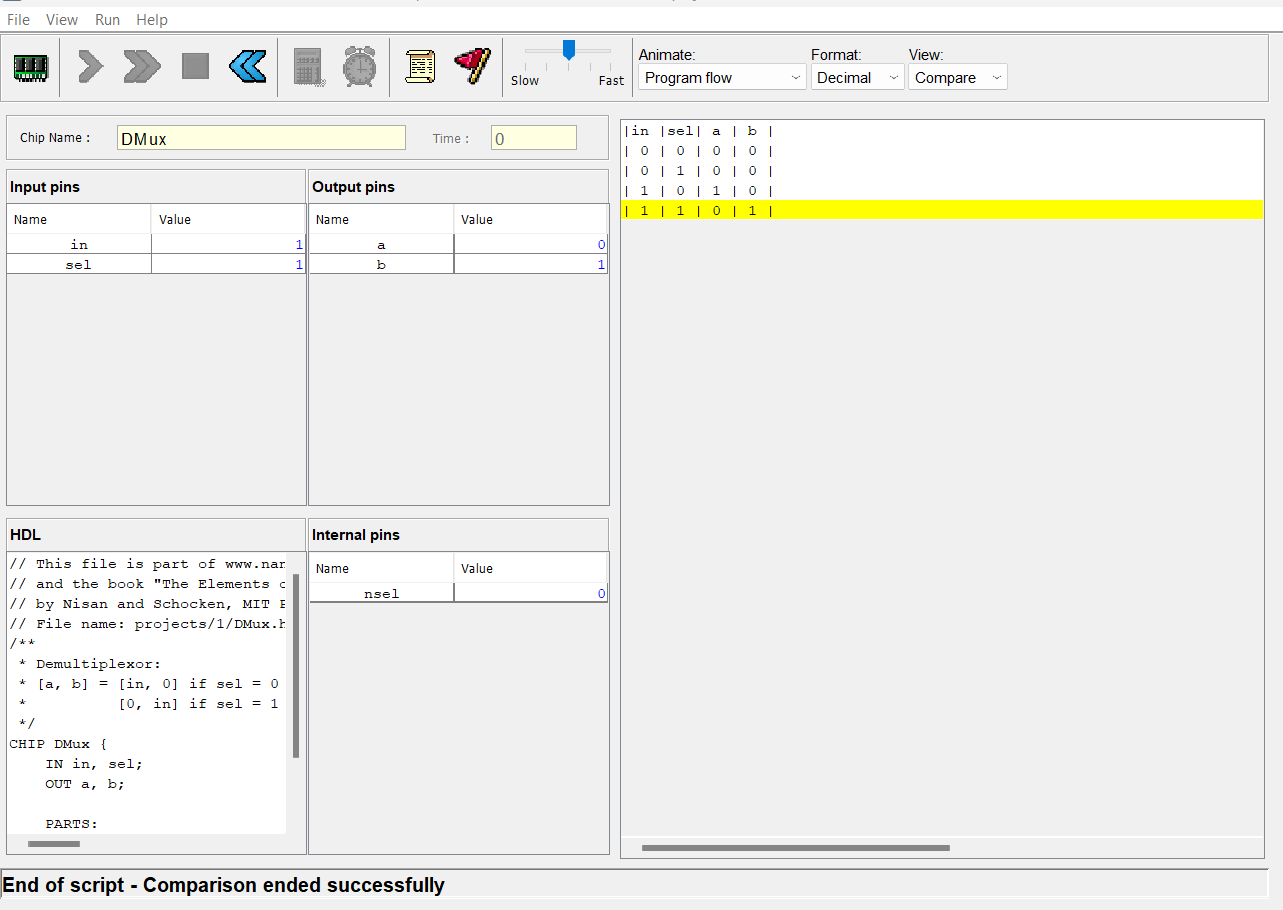 File View Run Help
Animate: Format: View:
Slow Fast Program flow Decimal Compare
Chip Name : DMux Time : 0
Input pins
Name Value
in 1
sel 1
Output pins
Name Value
a 0
b 1
|in |sel| a | b |
| 0 | 0 | 0 | 0 |
| 0 | 1 | 0 | 0 |
| 1 | 0 | 1 | 0 |
| 1 | 1 | 0 | 1 |
HDL
// This file is part of www.nan
// and the book "The Elements o
// by Nisan and Schocken, MIT P
// File name: projects/1/DMux.h
/**
* Demultiplexor:
* [a, b] = [in, 0] if sel = 0
* [0, in] if sel = 1
*/
CHIP DMux {
IN in, sel;
OUT a, b;
PARTS:
Internal pins
Name Value
nsel 0
End of script - Comparison ended successfully